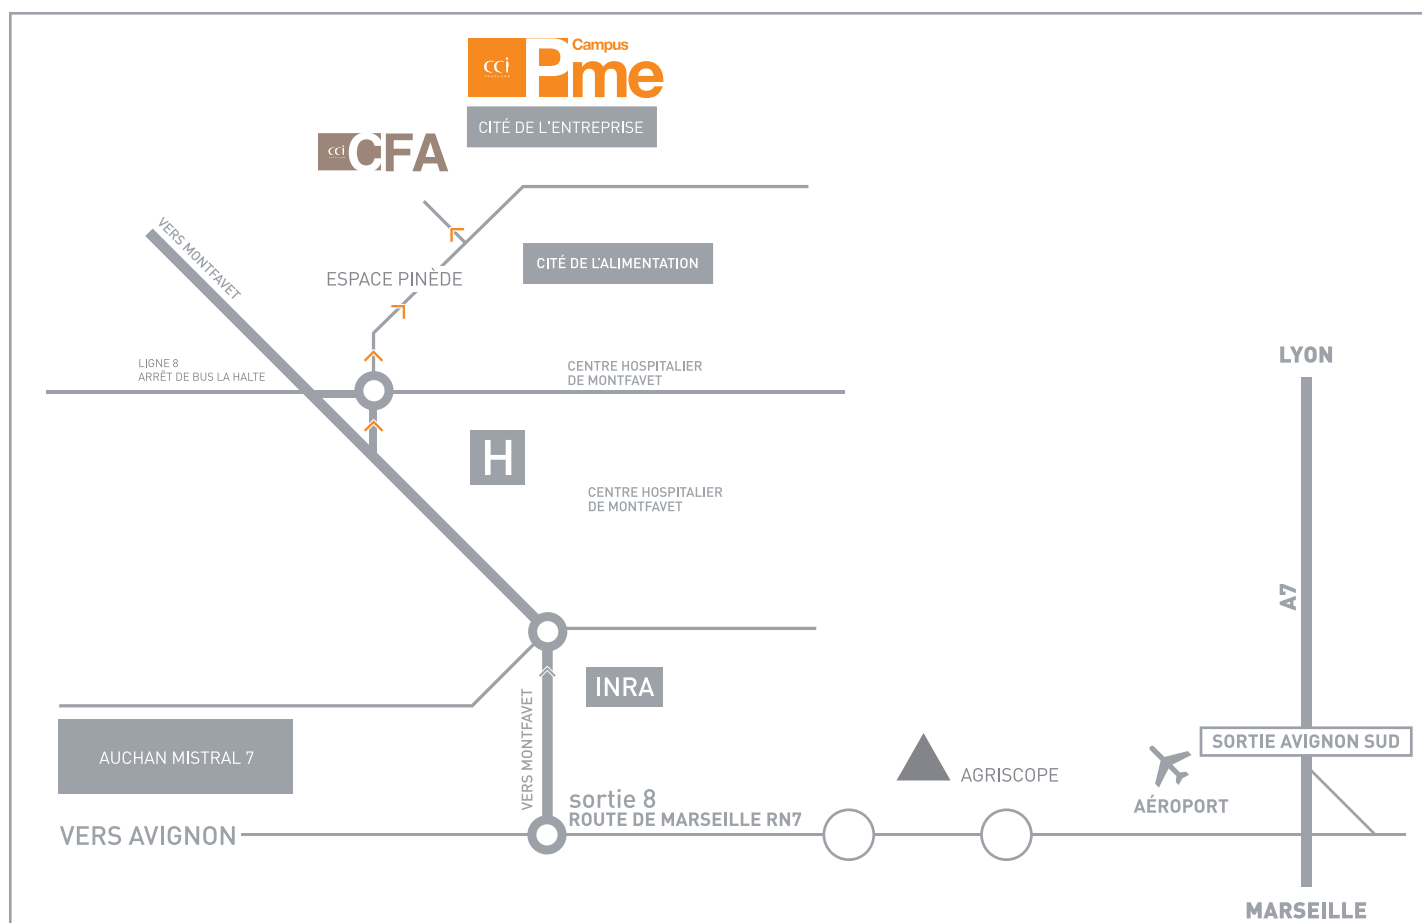 Campus
cci Pme
CITÉ DE L'ENTREPRISE
cci CFA
VERS MONTFAVET
ESPACE PINÈDE
CITÉ DE L'ALIMENTATION
LIGNE 8
ARRÊT DE BUS LA HALTE
CENTRE HOSPITALIER
DE MONTFAVET
LYON
H
CENTRE HOSPITALIER
DE MONTFAVET
A7
INRA
VERS MONTFAVET
AUCHAN MISTRAL 7
SORTIE AVIGNON SUD
AGRISCOPE
AÉROPORT
sortie 8
ROUTE DE MARSEILLE RN7
VERS AVIGNON
MARSEILLE